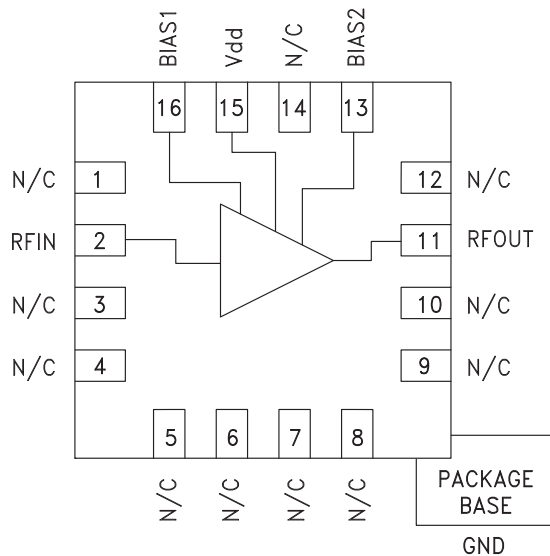 BIAS1
Vdd
N/C
BIAS2
16
15
14
13
N/C 1
12 N/C
RFIN 2
11 RFOUT
N/C 3
10 N/C
N/C 4
9 N/C
5
6
7
8
N/C
N/C
N/C
N/C
PACKAGE
BASE
GND